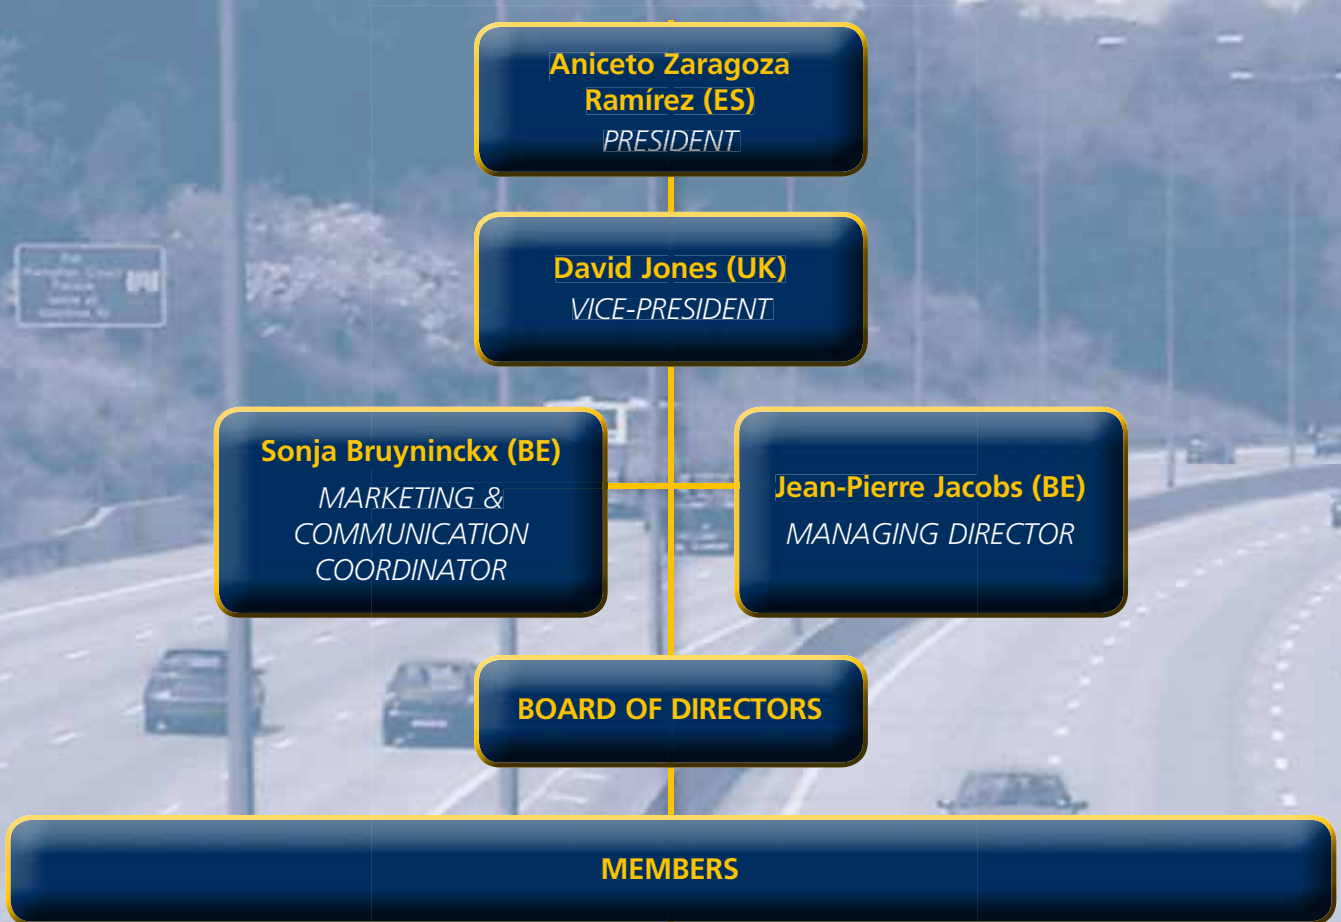 Aniceto Zaragoza
Ramírez (ES)
PRESIDENT
David Jones (UK)
VICE-PRESIDENT
Sonja Bruyninckx (BE)
MARKETING &
COMMUNICATION
COORDINATOR
Jean-Pierre Jacobs (BE)
MANAGING DIRECTOR
BOARD OF DIRECTORS
MEMBERS